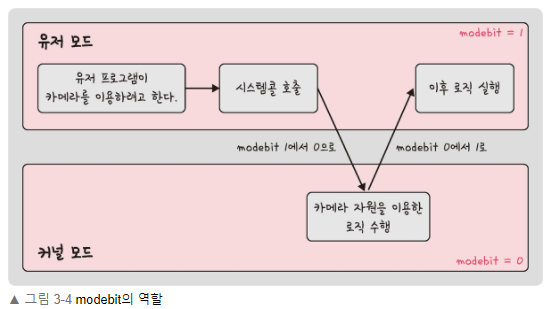 유저 모드
modebit = 1
유저 프로그램이
카메라를 이용하려고 한다.
시스템콜 호출
이후 로직 실행
modebit 1에서 0으로
modebit 0에서 1로
카메라 자원을 이용한
로직 수행
커널 모드
modebit = 0
▲ 그림 3-4 modebit의 역할